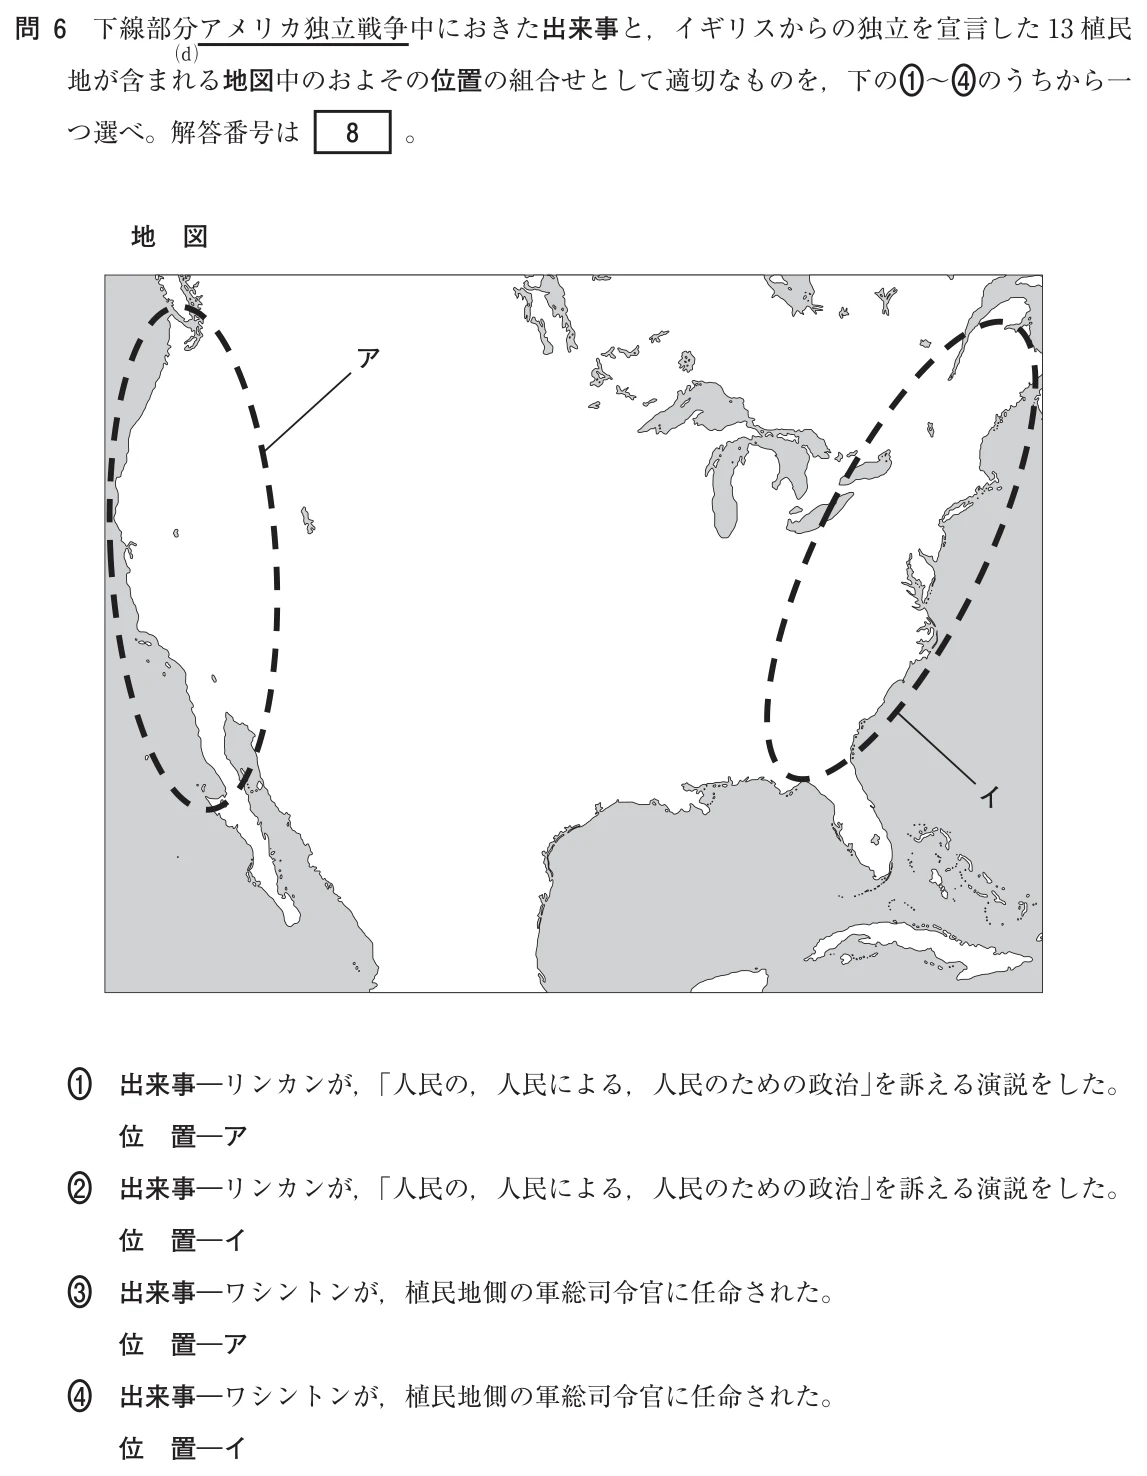 問 6　下線部分アメリカ独立戦争中におきた出来事と，イギリスからの独立を宣言した 13 植民
(d)
地が含まれる地図中のおよその位置の組合せとして適切なものを，下の①～④のうちから一
つ選べ。解答番号は 8 。
地　図
ア
イ
① 出来事―リンカンが，「人民の，人民による，人民のための政治」を訴える演説をした。
位　置―ア
② 出来事―リンカンが，「人民の，人民による，人民のための政治」を訴える演説をした。
位　置―イ
③ 出来事―ワシントンが，植民地側の軍総司令官に任命された。
位　置―ア
④ 出来事―ワシントンが，植民地側の軍総司令官に任命された。
位　置―イ